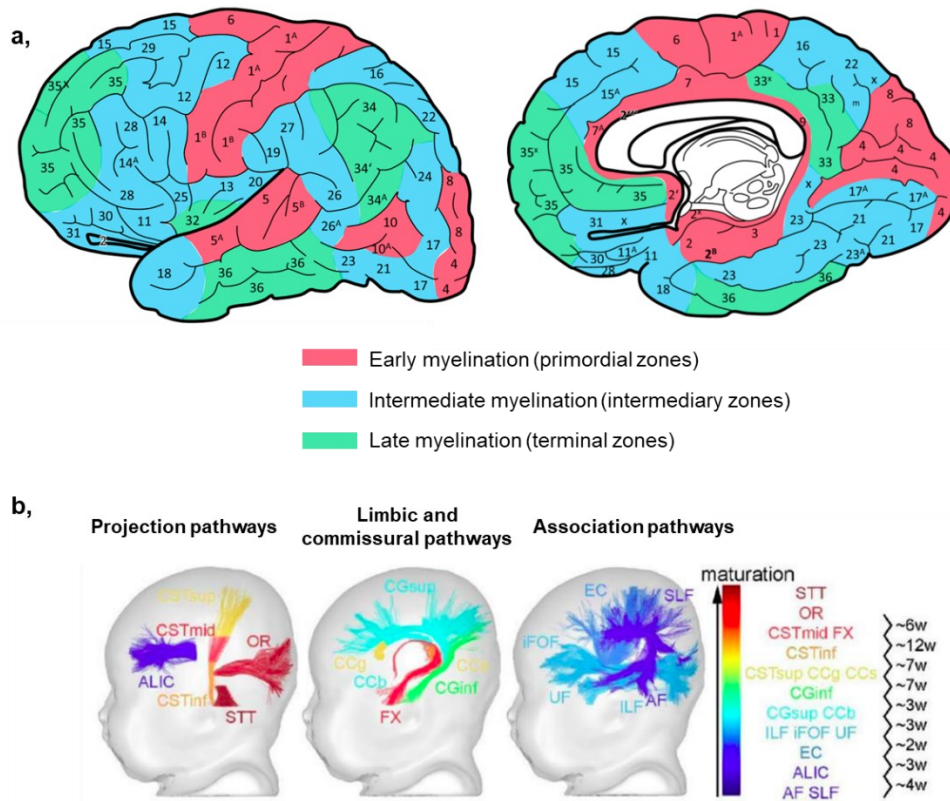 a,
6
15
15
29
1ᴬ
12
1ᴬ
16
35ˣ
35
12
34
35
28
14
1ᴮ
1ᴮ
27
22
14ᴬ
19
34'
24
35
28
25
13
20
26
34ᴬ
8
30
11
32
5
5ᴮ
26ᴬ
10
8
31
2
5ᴬ
10ᴬ
17
18
36
36
23
21
4
36
17
4
6
1ᴬ
1
16
15
22
x
15ᴬ
7
33ˣ
33
m
8
7ᴬ
9
8
35ˣ
4
4
35
33
4
35
2'
x
17ᴬ
4
31
x
2ˣ
3
23
21
17ᴬ
30
11ᴬ
11
2
2ᴮ
21
17
4
28
23
23ᴬ
18
36
36
Early myelination (primordial zones)
Intermediate myelination (intermediary zones)
Late myelination (terminal zones)
b,
Projection pathways
Limbic and
commissural pathways
Association pathways
CSTsup
CSTmid
OR
ALIC
CSTinf
STT
CGsup
CCg
CCs
CCb
CGinf
FX
EC
SLF
iFOF
UF
ILF
AF
maturation
STT
OR
CSTmid FX
CSTinf
CSTsup CCg CCs
CGinf
CGsup CCb
ILF iFOF UF
EC
ALIC
AF SLF
~6w
~12w
~7w
~7w
~3w
~3w
~2w
~3w
~4w